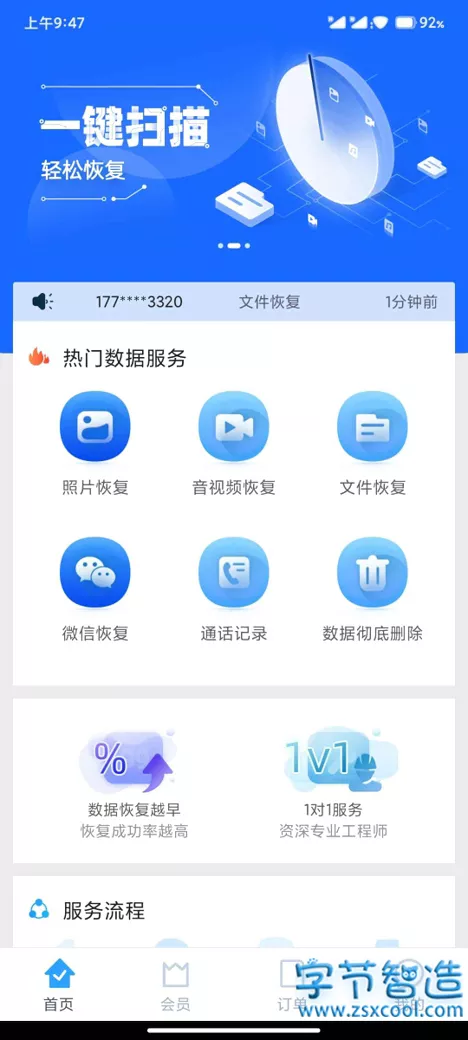 上午9:47
92%
一键扫描
轻松恢复
177****3320 文件恢复 1分钟前
热门数据服务
照片恢复 音视频恢复 文件恢复
微信恢复 通话记录 数据彻底删除
% 1v1
数据恢复越早 1对1服务
恢复成功率越高 资深专业工程师
服务流程
首页 会员 订单 我的
字节智造
www.zsxcool.com